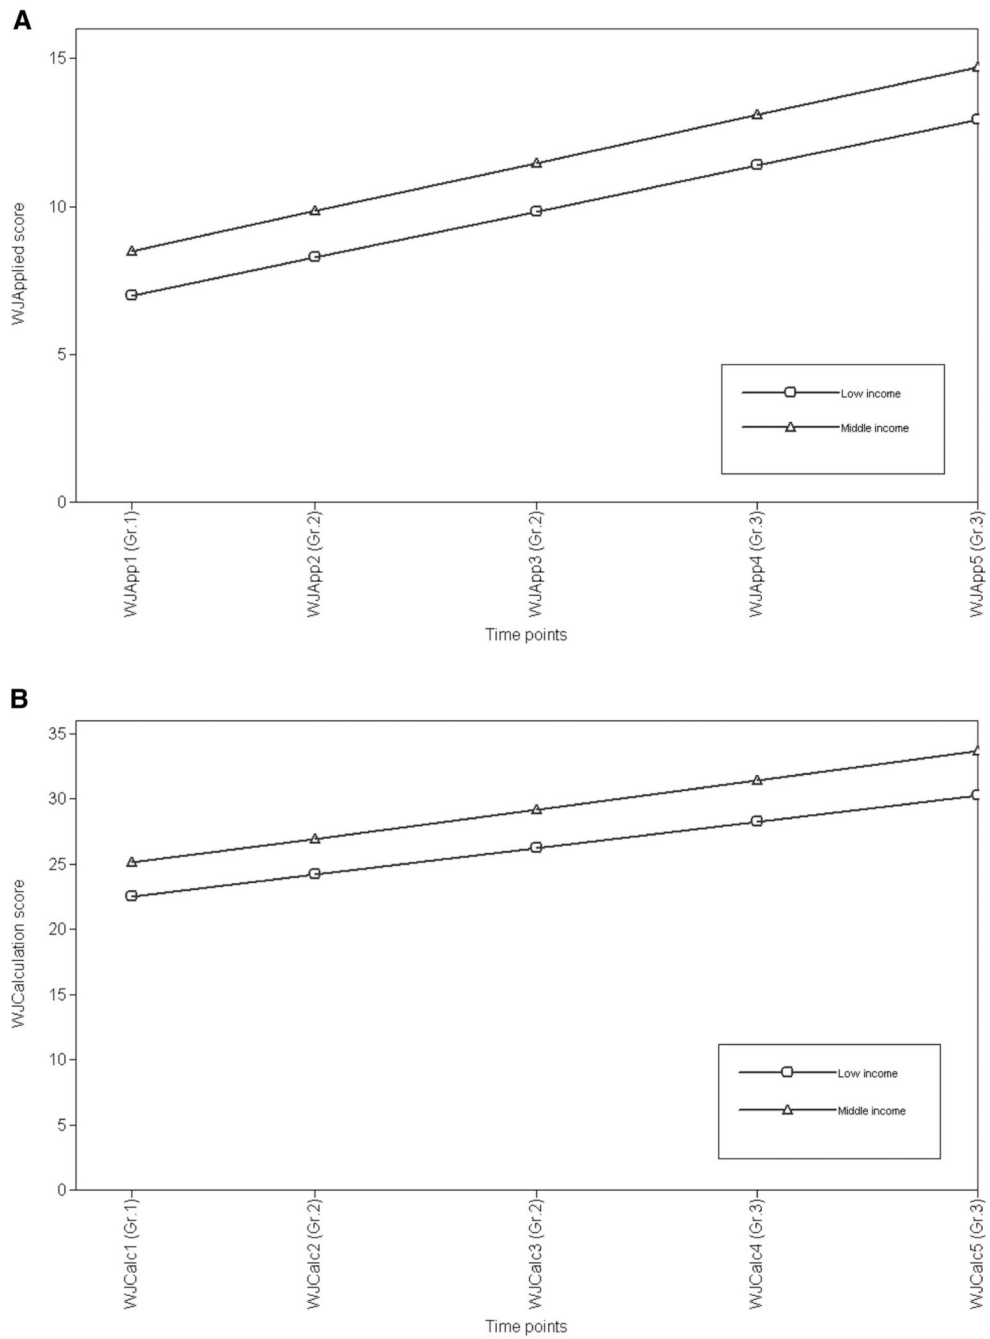 A
15
10
5
0
WJApplied score
Low income
Middle income
WJApp1 (Gr.1)
WJApp2 (Gr.2)
WJApp3 (Gr.2)
WJApp4 (Gr.3)
WJApp5 (Gr.3)
Time points
B
35
30
25
20
15
10
5
0
WJCalculation score
Low income
Middle income
WJCalc1 (Gr.1)
WJCalc2 (Gr.2)
WJCalc3 (Gr.2)
WJCalc4 (Gr.3)
WJCalc5 (Gr.3)
Time points